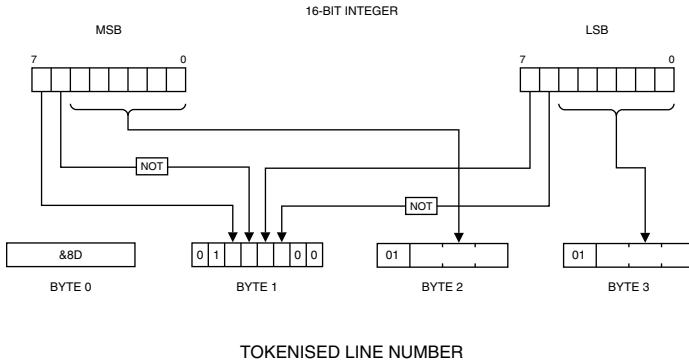 16-BIT INTEGER
MSB
LSB
7 0
7 0
NOT
NOT
&8D
0 1 0 0
01
01
BYTE 0
BYTE 1
BYTE 2
BYTE 3
TOKENISED LINE NUMBER